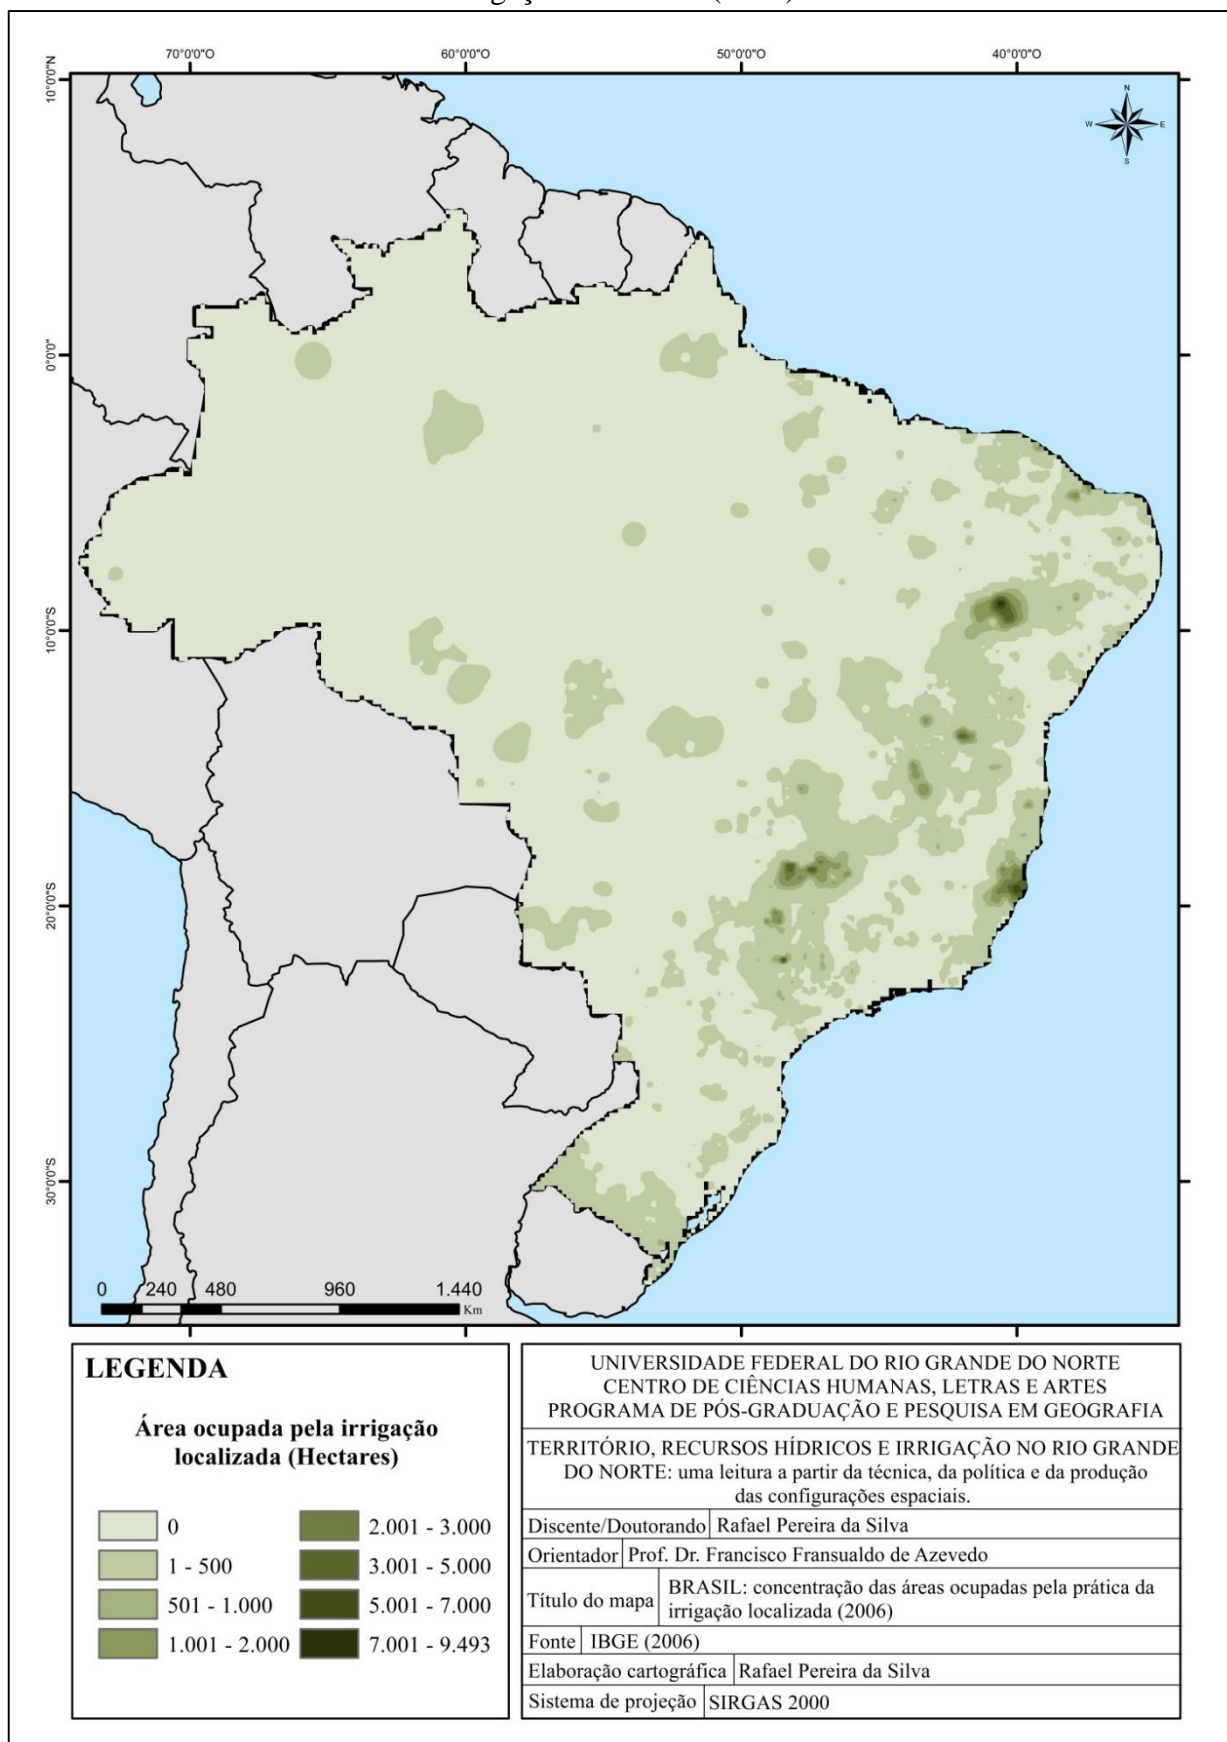 70°0'0"O 60°0'0"O 50°0'0"O 40°0'0"O
10°0'0"N
0°0'0"
10°0'0"S
20°0'0"S
30°0'0"S
N
W E
S
0 240 480 960 1.440
Km
LEGENDA
Área ocupada pela irrigação
localizada (Hectares)
0
1 - 500
501 - 1.000
1.001 - 2.000
2.001 - 3.000
3.001 - 5.000
5.001 - 7.000
7.001 - 9.493
UNIVERSIDADE FEDERAL DO RIO GRANDE DO NORTE
CENTRO DE CIÊNCIAS HUMANAS, LETRAS E ARTES
PROGRAMA DE PÓS-GRADUAÇÃO E PESQUISA EM GEOGRAFIA
TERRITÓRIO, RECURSOS HÍDRICOS E IRRIGAÇÃO NO RIO GRANDE
DO NORTE: uma leitura a partir da técnica, da política e da produção
das configurações espaciais.
Discente/Doutorando Rafael Pereira da Silva
Orientador Prof. Dr. Francisco Fransualdo de Azevedo
Título do mapa BRASIL: concentração das áreas ocupadas pela prática da
irrigação localizada (2006)
Fonte IBGE (2006)
Elaboração cartográfica Rafael Pereira da Silva
Sistema de projeção SIRGAS 2000